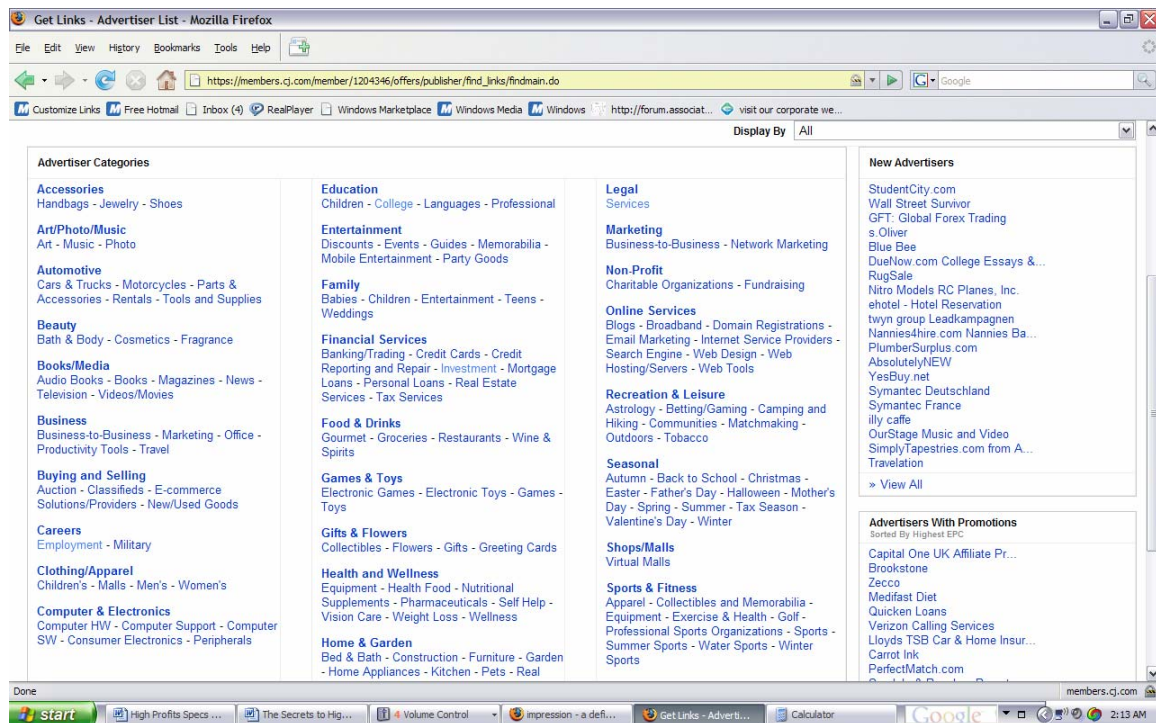 Get Links - Advertiser List - Mozilla Firefox
File Edit View History Bookmarks Tools Help
https://members.cj.com/member/1204346/offers/publisher/find_links/findmain.do
G Google
Customize Links Free Hotmail Inbox (4) RealPlayer Windows Marketplace Windows Media Windows http://forum.associat... visit our corporate we...
Display By All
Advertiser Categories
Accessories
Handbags - Jewelry - Shoes
Art/Photo/Music
Art - Music - Photo
Automotive
Cars & Trucks - Motorcycles - Parts &
Accessories - Rentals - Tools and Supplies
Beauty
Bath & Body - Cosmetics - Fragrance
Books/Media
Audio Books - Books - Magazines - News -
Television - Videos/Movies
Business
Business-to-Business - Marketing - Office -
Productivity Tools - Travel
Buying and Selling
Auction - Classifieds - E-commerce
Solutions/Providers - New/Used Goods
Careers
Employment - Military
Clothing/Apparel
Children's - Malls - Men's - Women's
Computer & Electronics
Computer HW - Computer Support - Computer
SW - Consumer Electronics - Peripherals
Education
Children - College - Languages - Professional
Entertainment
Discounts - Events - Guides - Memorabilia -
Mobile Entertainment - Party Goods
Family
Babies - Children - Entertainment - Teens -
Weddings
Financial Services
Banking/Trading - Credit Cards - Credit
Reporting and Repair - Investment - Mortgage
Loans - Personal Loans - Real Estate
Services - Tax Services
Food & Drinks
Gourmet - Groceries - Restaurants - Wine &
Spirits
Games & Toys
Electronic Games - Electronic Toys - Games -
Toys
Gifts & Flowers
Collectibles - Flowers - Gifts - Greeting Cards
Health and Wellness
Equipment - Health Food - Nutritional
Supplements - Pharmaceuticals - Self Help -
Vision Care - Weight Loss - Wellness
Home & Garden
Bed & Bath - Construction - Furniture - Garden
- Home Appliances - Kitchen - Pets - Real
Legal
Services
Marketing
Business-to-Business - Network Marketing
Non-Profit
Charitable Organizations - Fundraising
Online Services
Blogs - Broadband - Domain Registrations -
Email Marketing - Internet Service Providers -
Search Engine - Web Design - Web
Hosting/Servers - Web Tools
Recreation & Leisure
Astrology - Betting/Gaming - Camping and
Hiking - Communities - Matchmaking -
Outdoors - Tobacco
Seasonal
Autumn - Back to School - Christmas -
Easter - Father's Day - Halloween - Mother's
Day - Spring - Summer - Tax Season -
Valentine's Day - Winter
Shops/Malls
Virtual Malls
Sports & Fitness
Apparel - Collectibles and Memorabilia -
Equipment - Exercise & Health - Golf -
Professional Sports Organizations - Sports -
Summer Sports - Water Sports - Winter
Sports
New Advertisers
StudentCity.com
Wall Street Survivor
GFT: Global Forex Trading
s.Oliver
Blue Bee
DueNow.com College Essays &...
RugSale
Nitro Models RC Planes, Inc.
ehotel - Hotel Reservation
twyn group Leadkampagnen
Nannies4hire.com Nannies Ba...
PlumberSurplus.com
AbsolutelyNEW
YesBuy.net
Symantec Deutschland
Symantec France
illy caffe
OurStage Music and Video
SimplyTapestries.com from A...
Travelation
» View All
Advertisers With Promotions
Sorted By Highest EPC
Capital One UK Affiliate Pr...
Brookstone
Zecco
Medifast Diet
Quicken Loans
Verizon Calling Services
Lloyds TSB Car & Home Insur...
Carrot Ink
PerfectMatch.com
Done
members.cj.com
start High Profits Specs ... The Secrets to Hig... 4 Volume Control impression - a defi... Get Links - Adverti... Calculator Google 2:13 AM